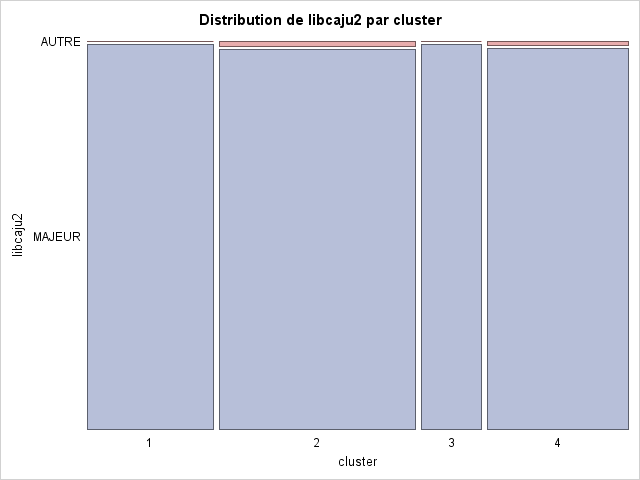 Distribution de libcaju2 par cluster
AUTRE
MAJEUR
libcaju2
1 2 3 4
cluster